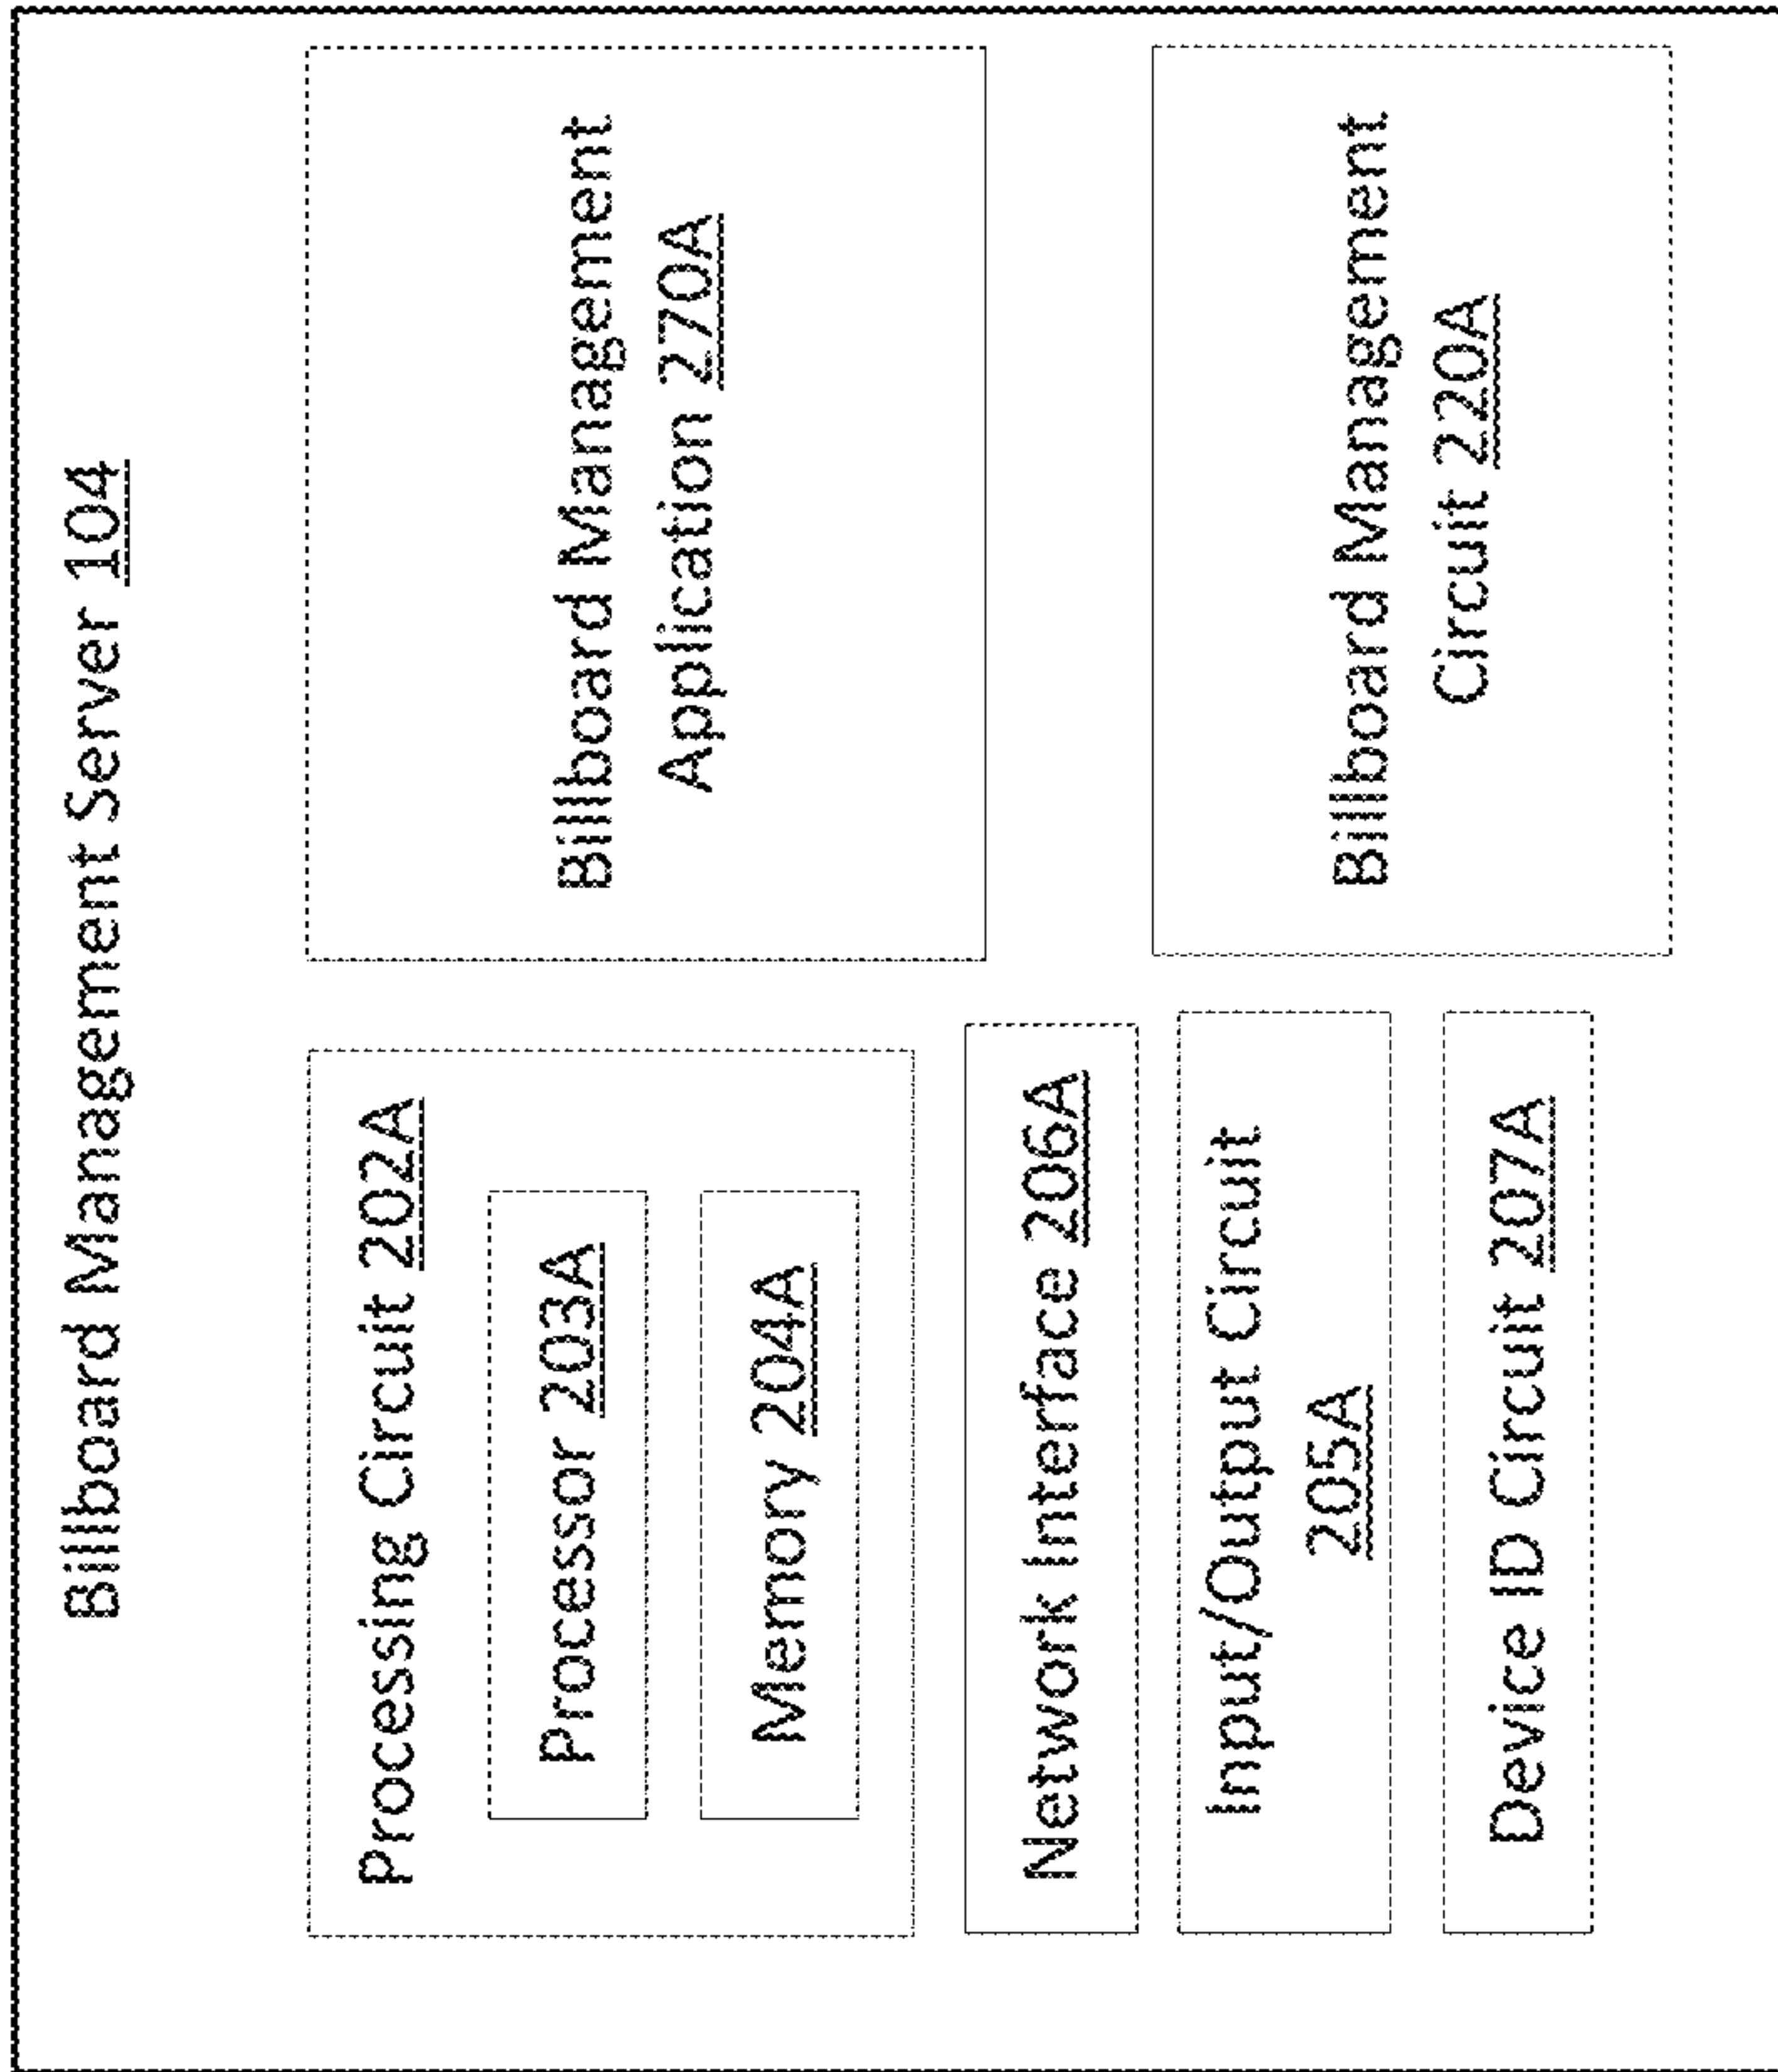 Billboard Management Server 104
Processing Circuit 202A
Processor 203A
Memory 204A
Network Interface 206A
Input/Output Circuit
205A
Device ID Circuit 207A
Billboard Management
Application 270A
Billboard Management
Circuit 220A